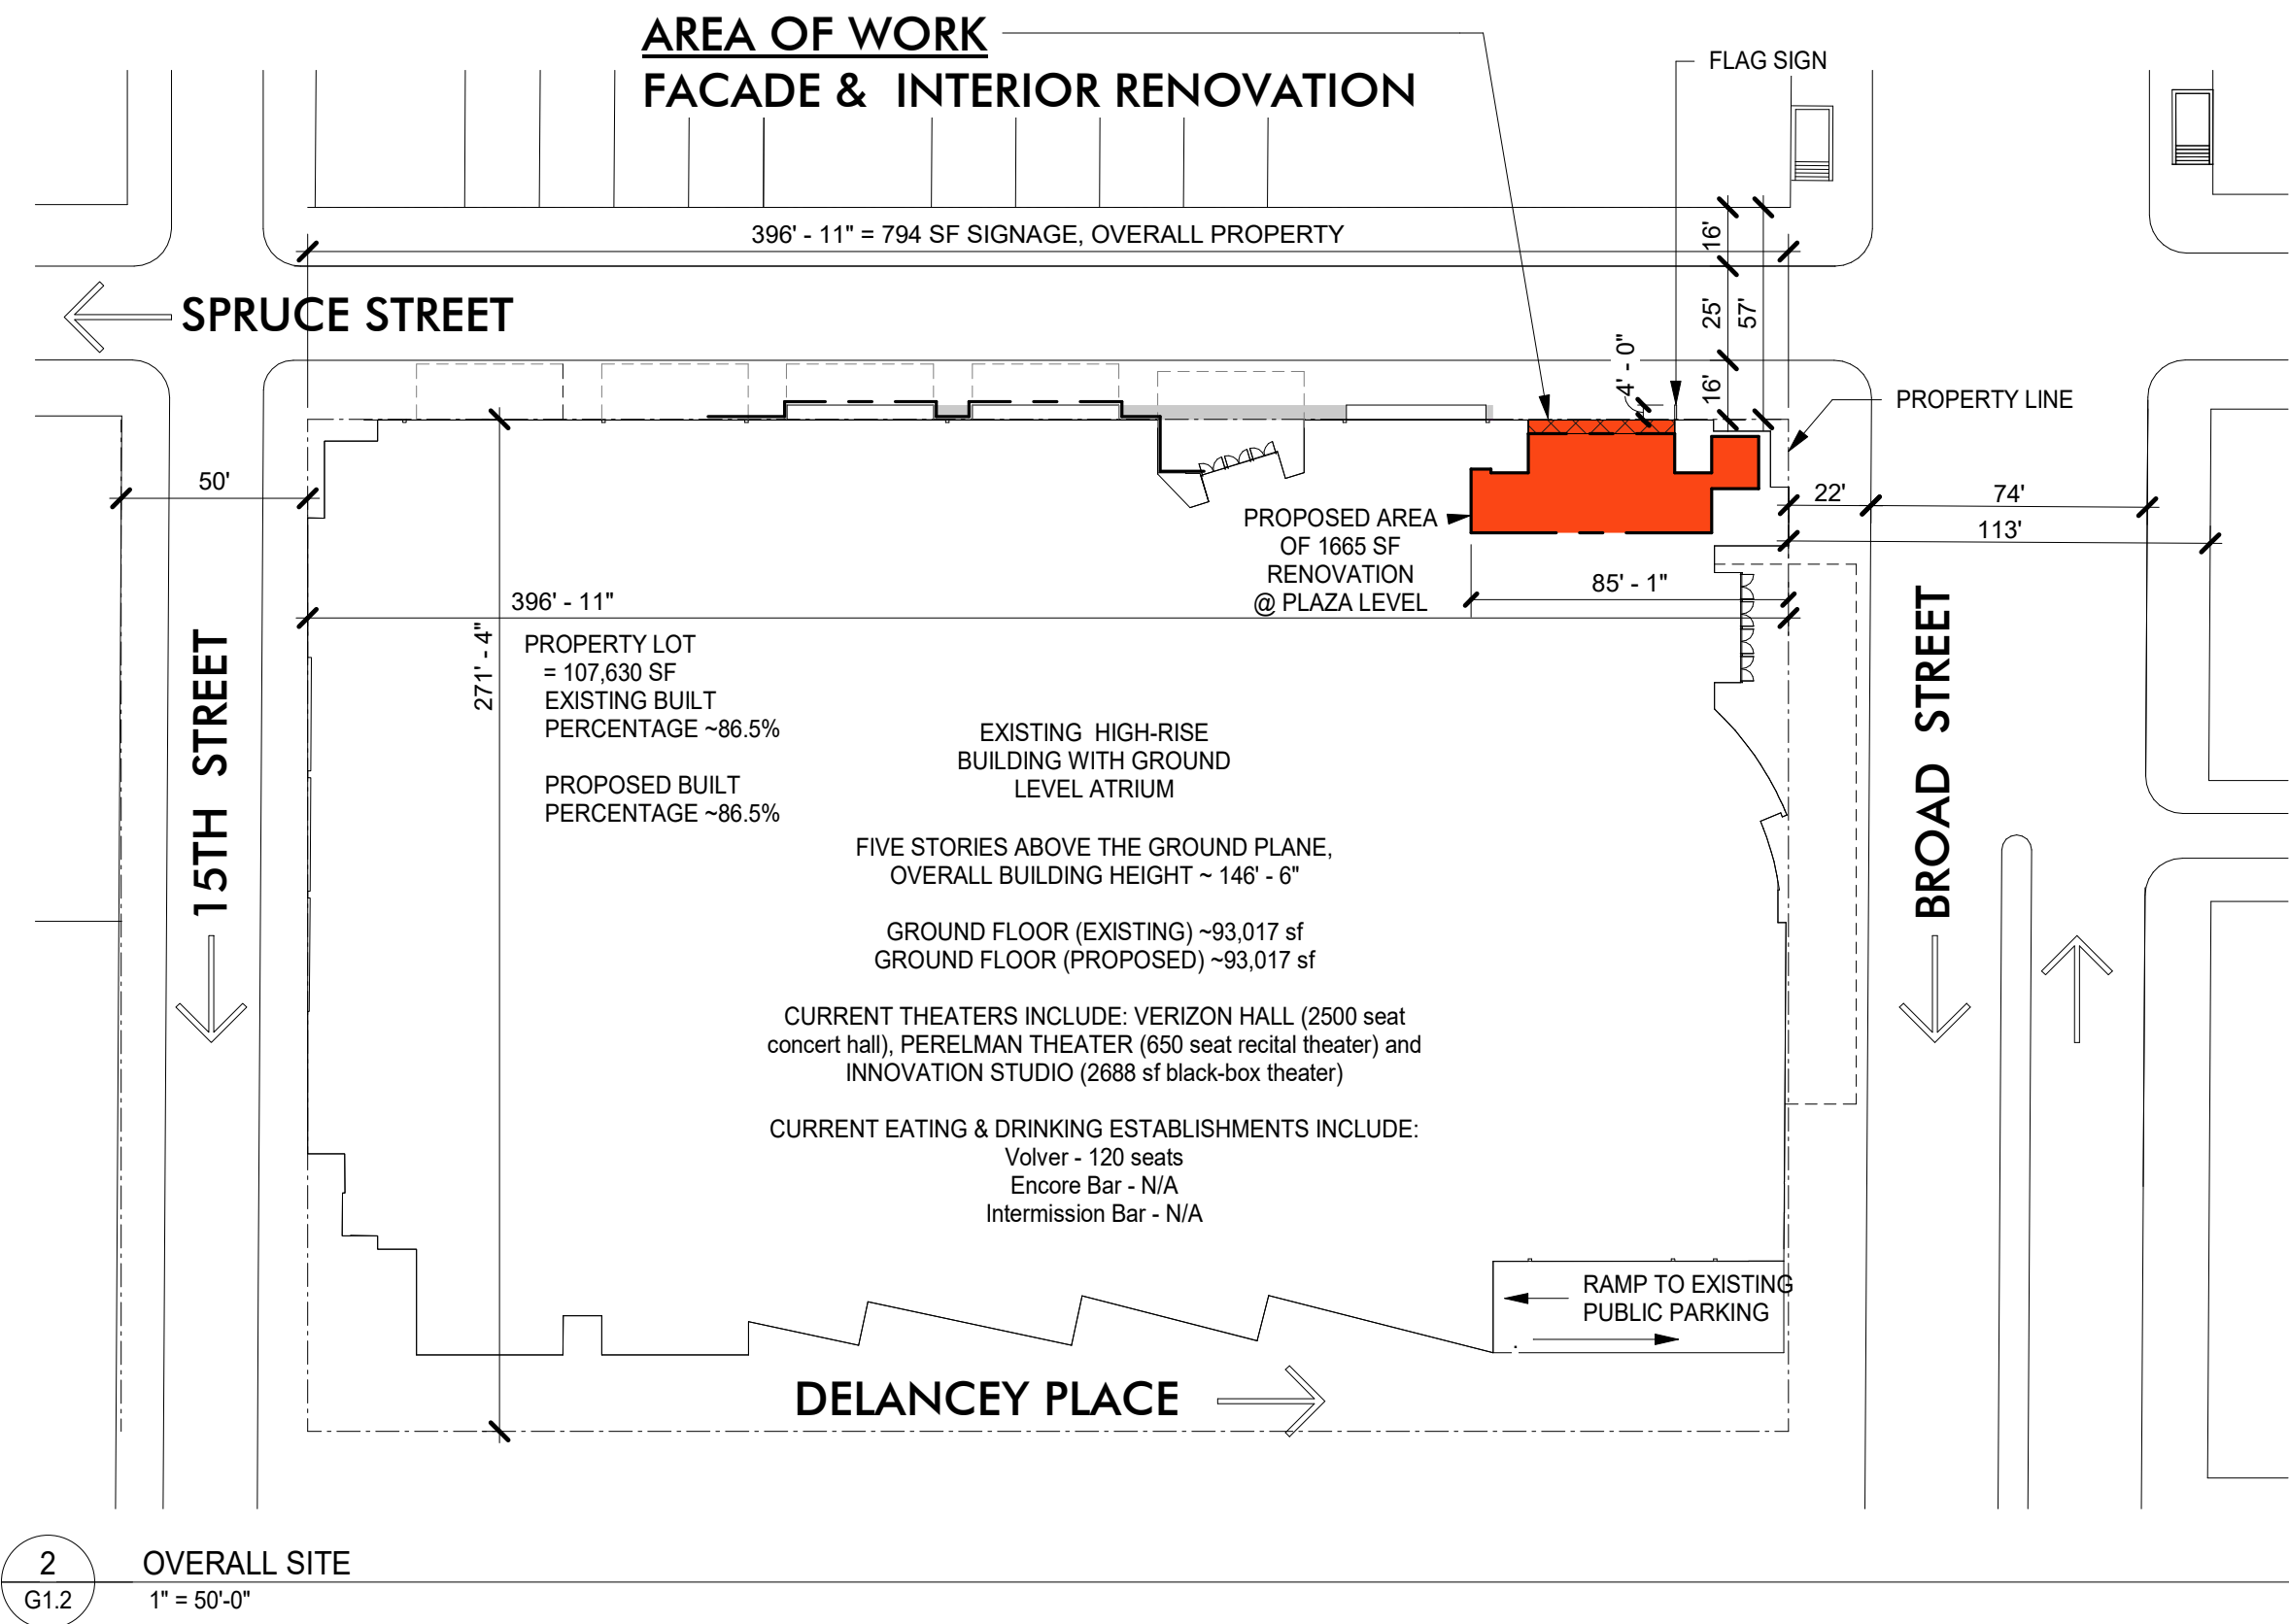 AREA OF WORK
FACADE & INTERIOR RENOVATION
FLAG SIGN
396' - 11" = 794 SF SIGNAGE, OVERALL PROPERTY
16'
25'
57'
16'
4' - 0"
SPRUCE STREET
PROPERTY LINE
50'
22'
74'
113'
PROPOSED AREA
OF 1665 SF
RENOVATION
@ PLAZA LEVEL
85' - 1"
396' - 11"
271' - 4"
PROPERTY LOT
= 107,630 SF
EXISTING BUILT
PERCENTAGE ~86.5%
PROPOSED BUILT
PERCENTAGE ~86.5%
15TH STREET
BROAD STREET
EXISTING HIGH-RISE
BUILDING WITH GROUND
LEVEL ATRIUM
FIVE STORIES ABOVE THE GROUND PLANE,
OVERALL BUILDING HEIGHT ~ 146' - 6"
GROUND FLOOR (EXISTING) ~93,017 sf
GROUND FLOOR (PROPOSED) ~93,017 sf
CURRENT THEATERS INCLUDE: VERIZON HALL (2500 seat
concert hall), PERELMAN THEATER (650 seat recital theater) and
INNOVATION STUDIO (2688 sf black-box theater)
CURRENT EATING & DRINKING ESTABLISHMENTS INCLUDE:
Volver - 120 seats
Encore Bar - N/A
Intermission Bar - N/A
RAMP TO EXISTING
PUBLIC PARKING
DELANCEY PLACE
2
G1.2
OVERALL SITE
1" = 50'-0"